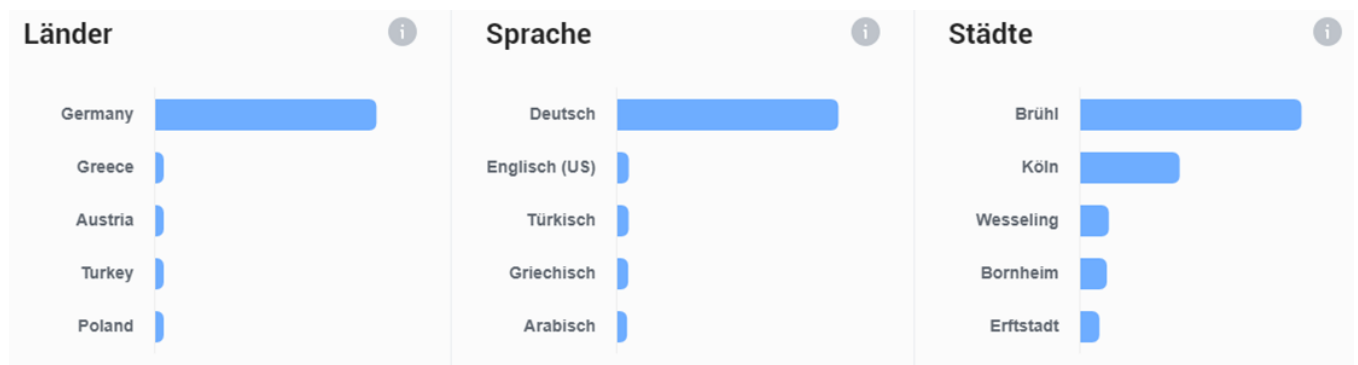 Länder
Germany
Greece
Austria
Turkey
Poland
Sprache
Deutsch
Englisch (US)
Türkisch
Griechisch
Arabisch
Städte
Brühl
Köln
Wesseling
Bornheim
Erftstadt